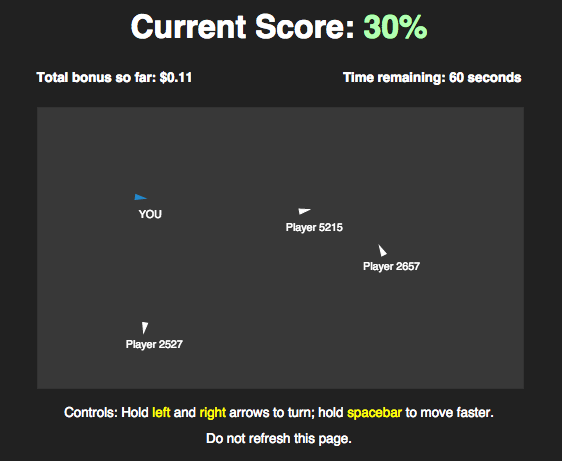 Current Score: 30%
Total bonus so far: $0.11
Time remaining: 60 seconds
YOU
Player 5215
Player 2657
Player 2527
Controls: Hold left and right arrows to turn; hold spacebar to move faster.
Do not refresh this page.